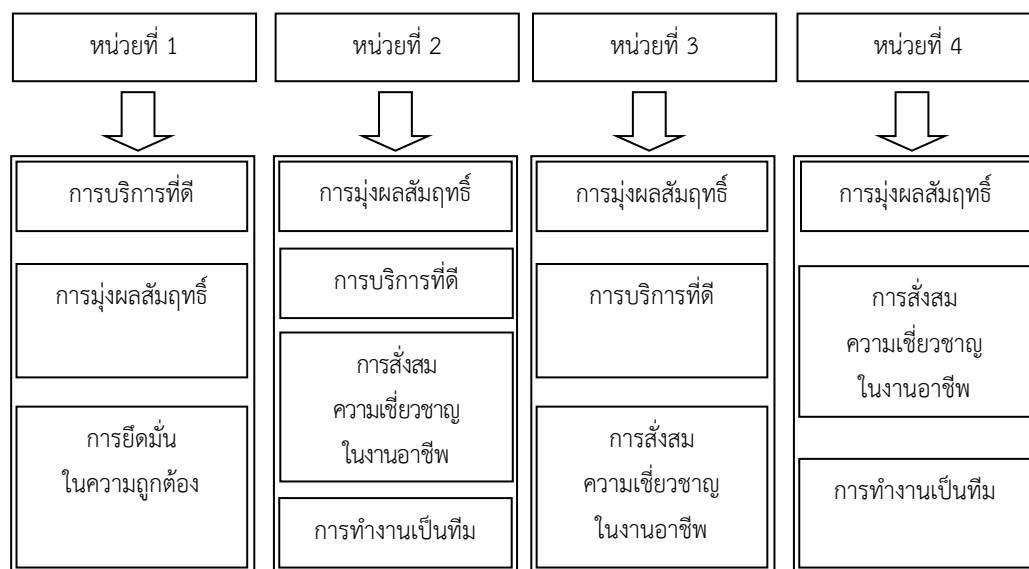 หน่วยที่ 1
หน่วยที่ 2
หน่วยที่ 3
หน่วยที่ 4
การบริการที่ดี
การมุ่งผลสัมฤทธิ์
การยึดมั่น
ในความถูกต้อง
การมุ่งผลสัมฤทธิ์
การบริการที่ดี
การสั่งสม
ความเชี่ยวชาญ
ในงานอาชีพ
การทำงานเป็นทีม
การมุ่งผลสัมฤทธิ์
การบริการที่ดี
การสั่งสม
ความเชี่ยวชาญ
ในงานอาชีพ
การมุ่งผลสัมฤทธิ์
การสั่งสม
ความเชี่ยวชาญ
ในงานอาชีพ
การทำงานเป็นทีม